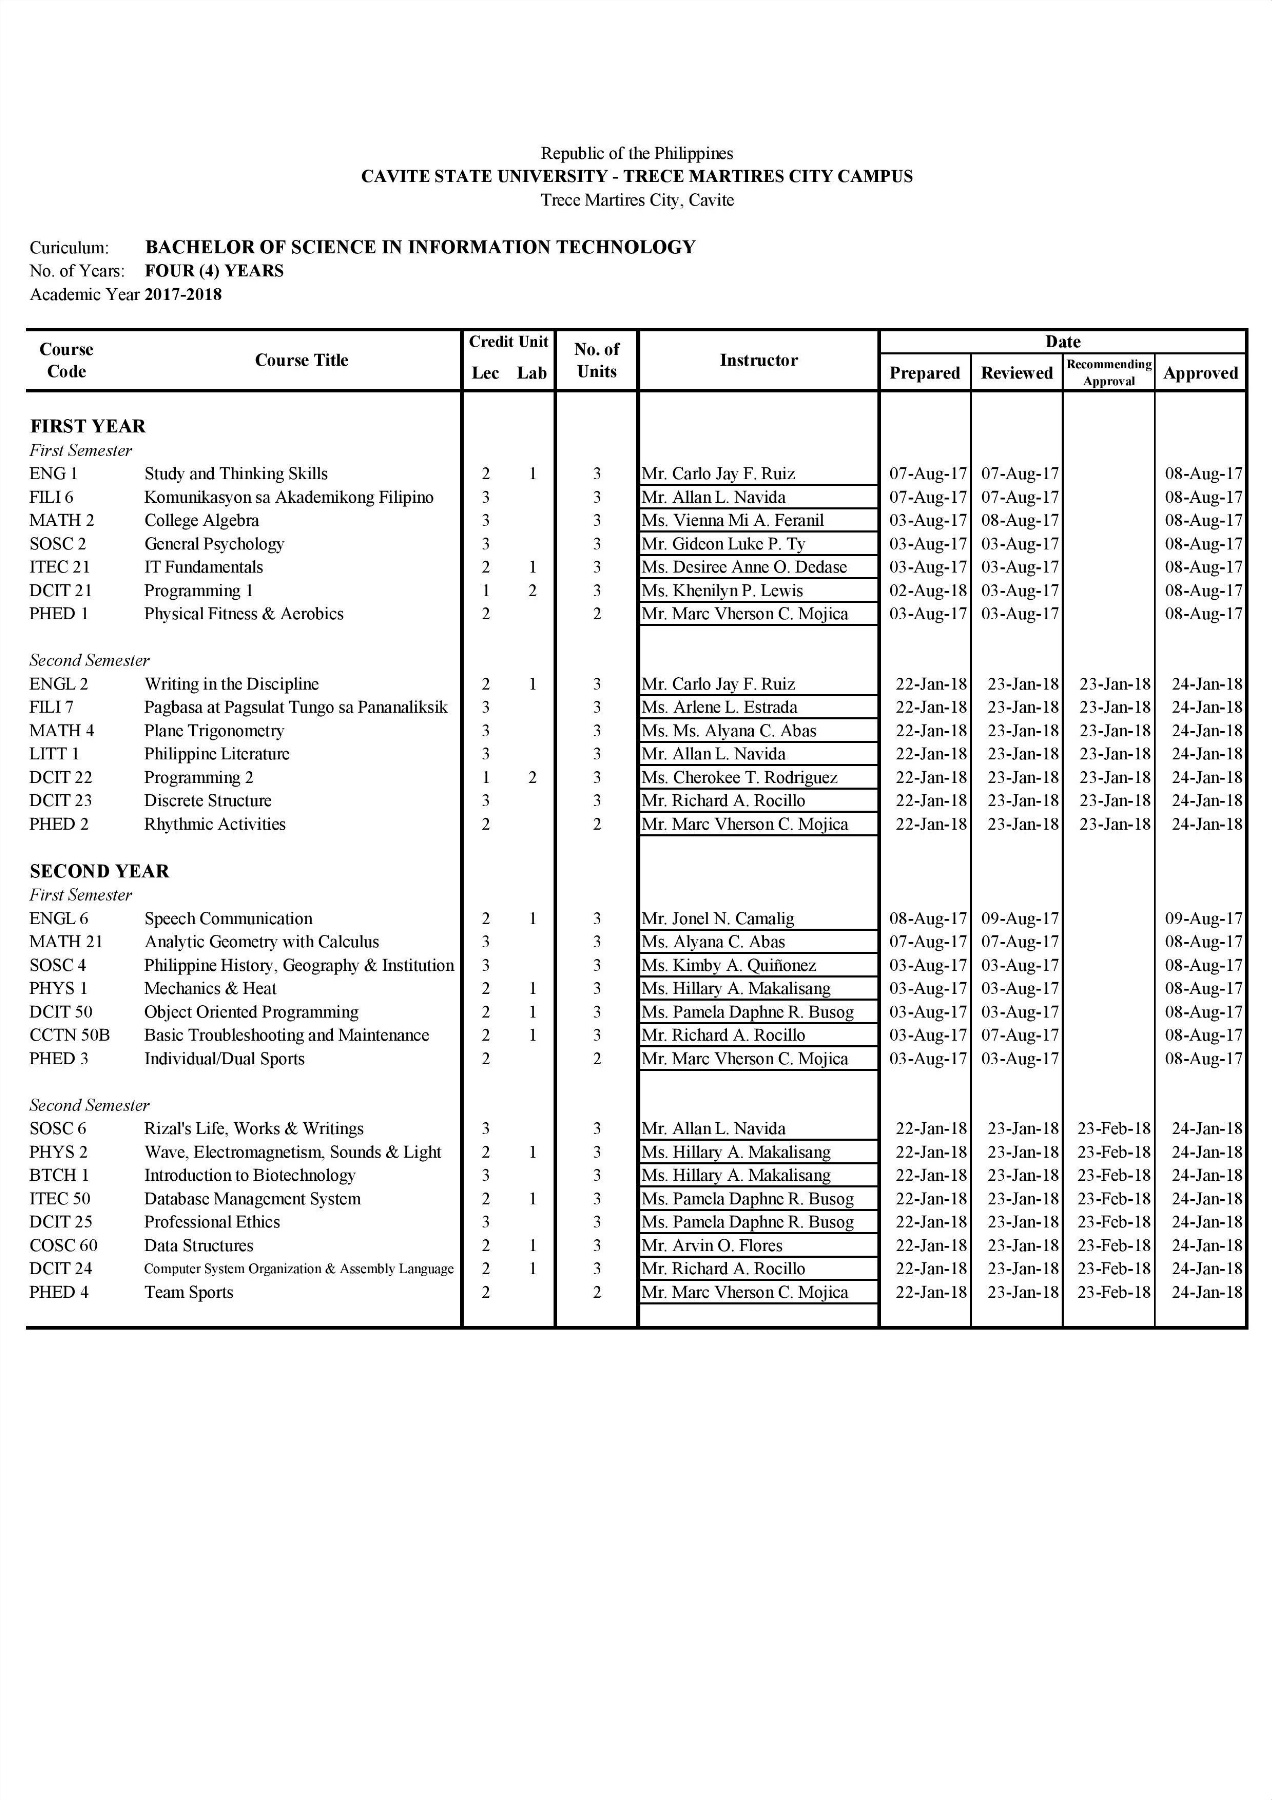 Republic of the Philippines
CAVITE STATE UNIVERSITY - TRECE MARTIRES CITY CAMPUS
Trece Martires City, Cavite
Curiculum: BACHELOR OF SCIENCE IN INFORMATION TECHNOLOGY
No. of Years: FOUR (4) YEARS
Academic Year 2017-2018
Course Code Course Title Credit Unit Lec Lab No. of Units Instructor Date Prepared Reviewed Recommending Approval Approved
FIRST YEAR
First Semester
ENG 1 Study and Thinking Skills 2 1 3 Mr. Carlo Jay F. Ruiz 07-Aug-17 07-Aug-17 08-Aug-17
FILI 6 Komunikasyon sa Akademikong Filipino 3 3 Mr. Allan L. Navida 07-Aug-17 07-Aug-17 08-Aug-17
MATH 2 College Algebra 3 3 Ms. Vienna Mi A. Feranil 03-Aug-17 08-Aug-17 08-Aug-17
SOSC 2 General Psychology 3 3 Mr. Gideon Luke P. Ty 03-Aug-17 03-Aug-17 08-Aug-17
ITEC 21 IT Fundamentals 2 1 3 Ms. Desiree Anne O. Dedase 03-Aug-17 03-Aug-17 08-Aug-17
DCIT 21 Programming 1 1 2 3 Ms. Khenilyn P. Lewis 02-Aug-18 03-Aug-17 08-Aug-17
PHED 1 Physical Fitness & Aerobics 2 2 Mr. Marc Vherson C. Mojica 03-Aug-17 03-Aug-17 08-Aug-17
Second Semester
ENGL 2 Writing in the Discipline 2 1 3 Mr. Carlo Jay F. Ruiz 22-Jan-18 23-Jan-18 23-Jan-18 24-Jan-18
FILI 7 Pagbasa at Pagsulat Tungo sa Pananaliksik 3 3 Ms. Arlene L. Estrada 22-Jan-18 23-Jan-18 23-Jan-18 24-Jan-18
MATH 4 Plane Trigonometry 3 3 Ms. Ms. Alyana C. Abas 22-Jan-18 23-Jan-18 23-Jan-18 24-Jan-18
LITT 1 Philippine Literature 3 3 Mr. Allan L. Navida 22-Jan-18 23-Jan-18 23-Jan-18 24-Jan-18
DCIT 22 Programming 2 1 2 3 Ms. Cherokee T. Rodriguez 22-Jan-18 23-Jan-18 23-Jan-18 24-Jan-18
DCIT 23 Discrete Structure 3 3 Mr. Richard A. Rocillo 22-Jan-18 23-Jan-18 23-Jan-18 24-Jan-18
PHED 2 Rhythmic Activities 2 2 Mr. Marc Vherson C. Mojica 22-Jan-18 23-Jan-18 23-Jan-18 24-Jan-18
SECOND YEAR
First Semester
ENGL 6 Speech Communication 2 1 3 Mr. Jonel N. Camalig 08-Aug-17 09-Aug-17 09-Aug-17
MATH 21 Analytic Geometry with Calculus 3 3 Ms. Alyana C. Abas 07-Aug-17 07-Aug-17 08-Aug-17
SOSC 4 Philippine History, Geography & Institution 3 3 Ms. Kimby A. Quiñonez 03-Aug-17 03-Aug-17 08-Aug-17
PHYS 1 Mechanics & Heat 2 1 3 Ms. Hillary A. Makalisang 03-Aug-17 03-Aug-17 08-Aug-17
DCIT 50 Object Oriented Programming 2 1 3 Ms. Pamela Daphne R. Busog 03-Aug-17 03-Aug-17 08-Aug-17
CCTN 50B Basic Troubleshooting and Maintenance 2 1 3 Mr. Richard A. Rocillo 03-Aug-17 07-Aug-17 08-Aug-17
PHED 3 Individual/Dual Sports 2 2 Mr. Marc Vherson C. Mojica 03-Aug-17 03-Aug-17 08-Aug-17
Second Semester
SOSC 6 Rizal's Life, Works & Writings 3 3 Mr. Allan L. Navida 22-Jan-18 23-Jan-18 23-Feb-18 24-Jan-18
PHYS 2 Wave, Electromagnetism, Sounds & Light 2 1 3 Ms. Hillary A. Makalisang 22-Jan-18 23-Jan-18 23-Feb-18 24-Jan-18
BTCH 1 Introduction to Biotechnology 3 3 Ms. Hillary A. Makalisang 22-Jan-18 23-Jan-18 23-Feb-18 24-Jan-18
ITEC 50 Database Management System 2 1 3 Ms. Pamela Daphne R. Busog 22-Jan-18 23-Jan-18 23-Feb-18 24-Jan-18
DCIT 25 Professional Ethics 3 3 Ms. Pamela Daphne R. Busog 22-Jan-18 23-Jan-18 23-Feb-18 24-Jan-18
COSC 60 Data Structures 2 1 3 Mr. Arvin O. Flores 22-Jan-18 23-Jan-18 23-Feb-18 24-Jan-18
DCIT 24 Computer System Organization & Assembly Language 2 1 3 Mr. Richard A. Rocillo 22-Jan-18 23-Jan-18 23-Feb-18 24-Jan-18
PHED 4 Team Sports 2 2 Mr. Marc Vherson C. Mojica 22-Jan-18 23-Jan-18 23-Feb-18 24-Jan-18